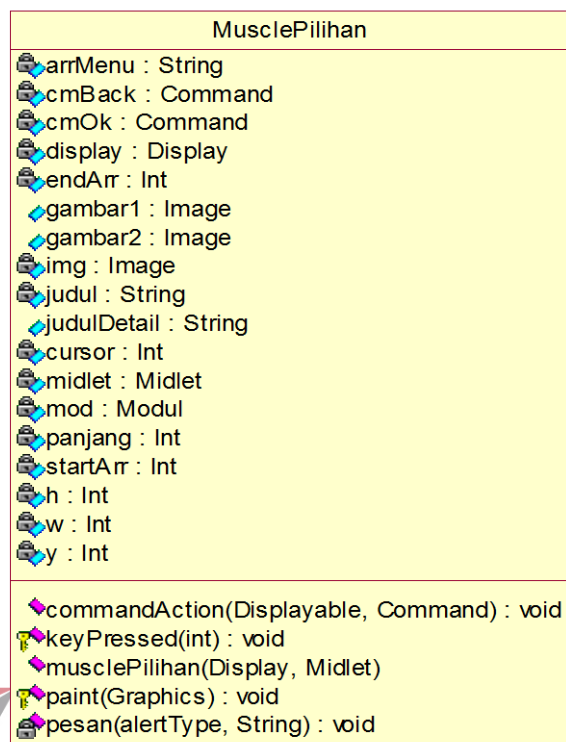 MusclePilihan
arrMenu : String
cmBack : Command
cmOk : Command
display : Display
endArr : Int
gambar1 : Image
gambar2 : Image
img : Image
judul : String
judulDetail : String
cursor : Int
midlet : Midlet
mod : Modul
panjang : Int
startArr : Int
h : Int
w : Int
y : Int
commandAction(Displayable, Command) : void
keyPressed(int) : void
musclePilihan(Display, Midlet)
paint(Graphics) : void
pesan(alertType, String) : void